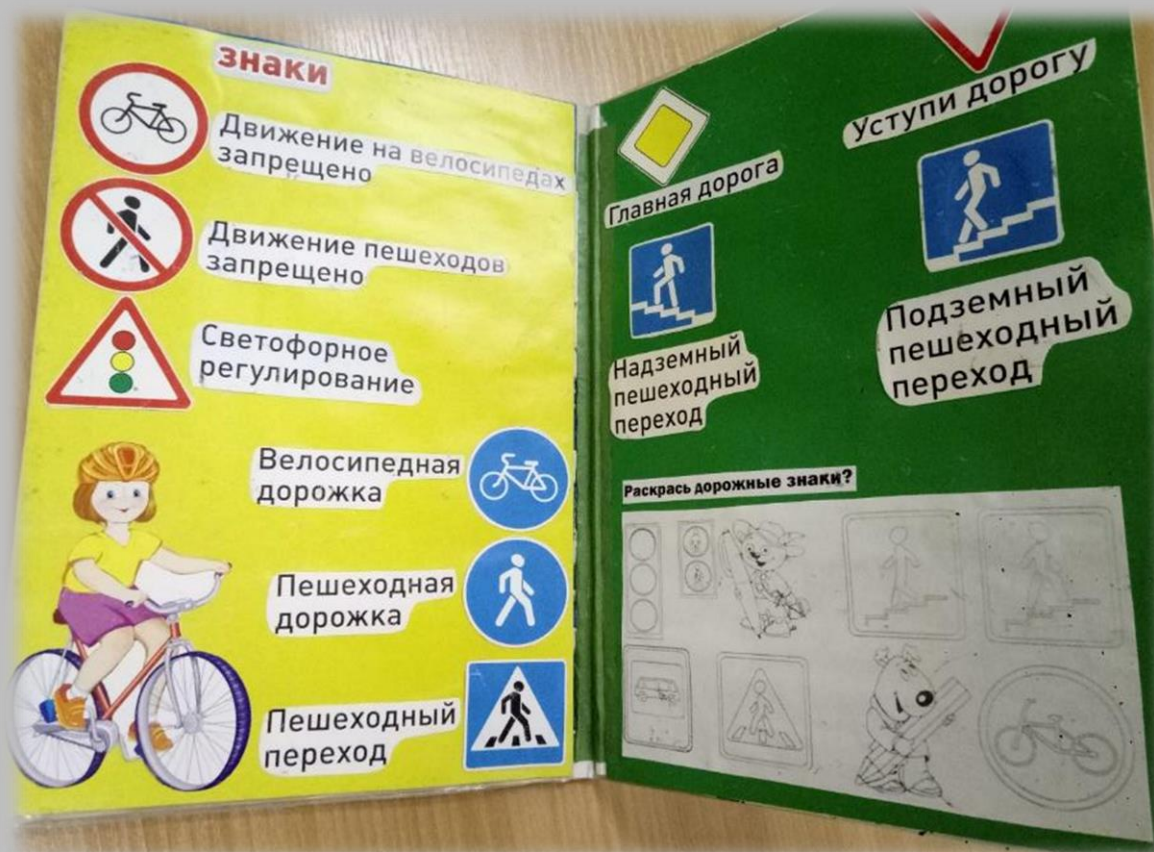 знаки
Движение на велосипедах
запрещено
Движение пешеходов
запрещено
Светофорное
регулирование
Велосипедная
дорожка
Пешеходная
дорожка
Пешеходный
переход
Уступи дорогу
Главная дорога
Надземный
пешеходный
переход
Подземный
пешеходный
переход
Раскрась дорожные знаки?